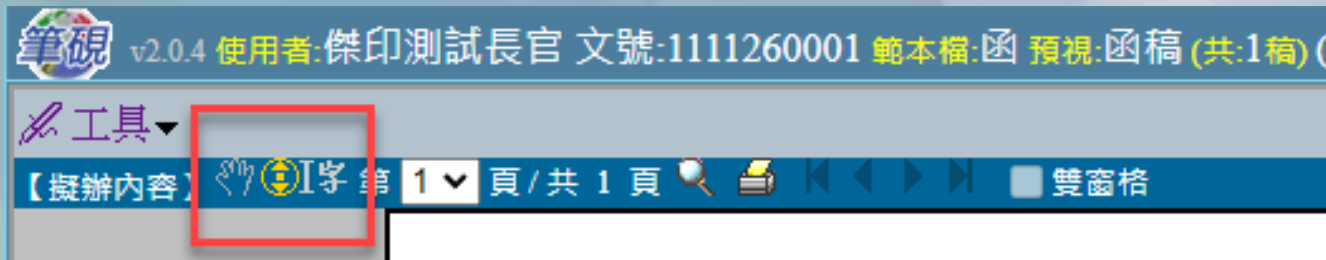 筆硯 v2.0.4 使用者:傑印測試長官 文號:1111260001 範本檔:函 預視:函稿 (共:1稿) (
工具
【擬辦內容】 I字 第 1 頁/共 1 頁 雙窗格